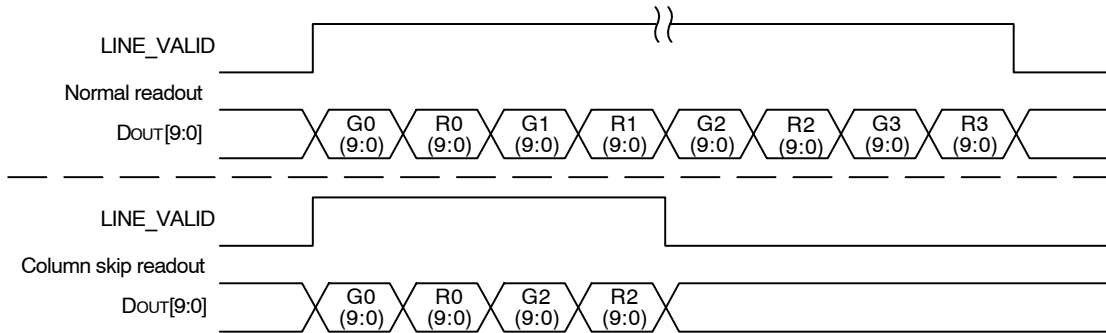 LINE_VALID
Normal readout
DOUT[9:0]
G0 R0 G1 R1 G2 R2 G3 R3
(9:0) (9:0) (9:0) (9:0) (9:0) (9:0) (9:0) (9:0)
LINE_VALID
Column skip readout
DOUT[9:0]
G0 R0 G2 R2
(9:0) (9:0) (9:0) (9:0)